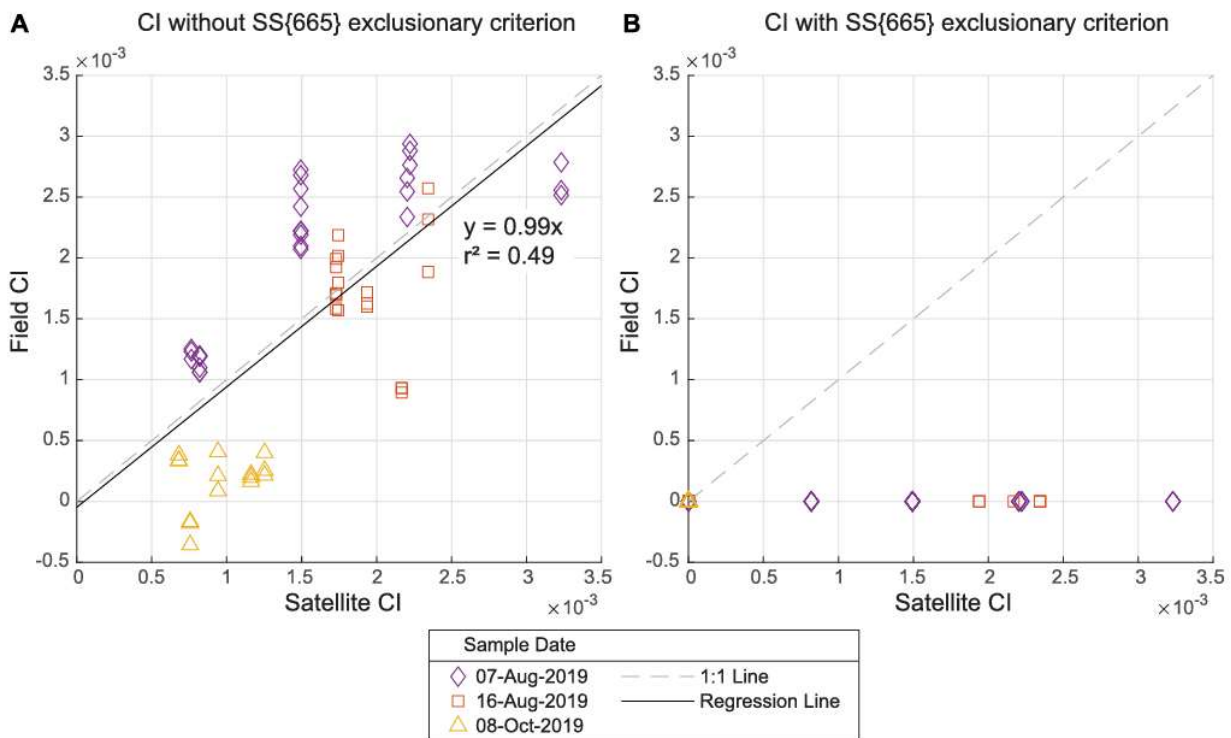 A CI without SS{665} exclusionary criterion
×10⁻³
3.5
3
2.5
2
1.5
1
0.5
0
-0.5
Field CI
y = 0.99x
r² = 0.49
0 0.5 1 1.5 2 2.5 3 3.5
Satellite CI
×10⁻³
B CI with SS{665} exclusionary criterion
×10⁻³
3.5
3
2.5
2
1.5
1
0.5
0
-0.5
Field CI
0 0.5 1 1.5 2 2.5 3 3.5
Satellite CI
×10⁻³
Sample Date
07-Aug-2019 1:1 Line
16-Aug-2019 Regression Line
08-Oct-2019